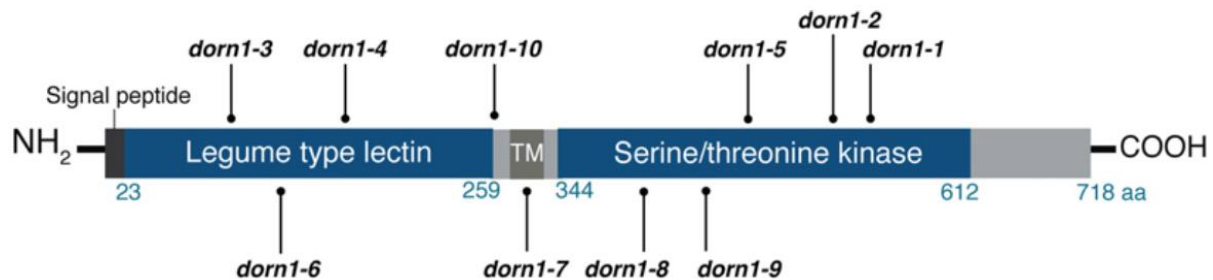 dorn1-2
dorn1-3 dorn1-4 dorn1-10 dorn1-5 dorn1-1
Signal peptide
NH2 Legume type lectin TM Serine/threonine kinase COOH
23 259 344 612 718 aa
dorn1-6 dorn1-7 dorn1-8 dorn1-9